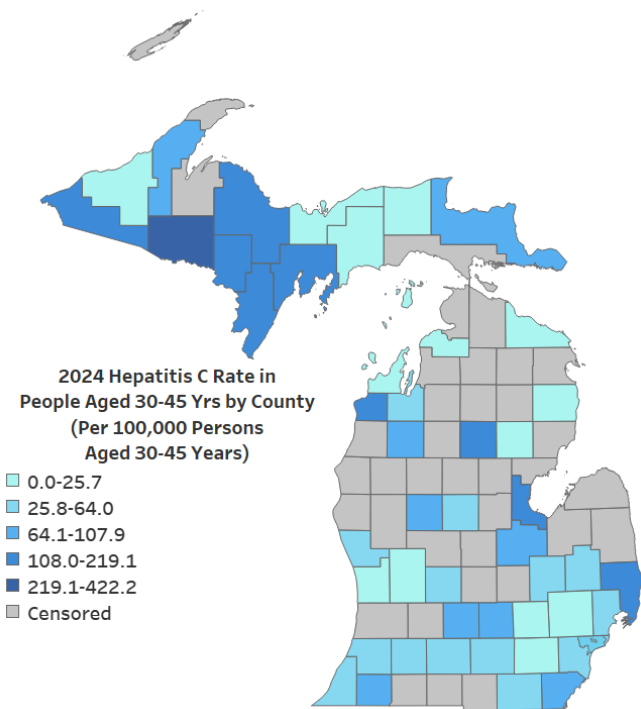 2024 Hepatitis C Rate in
People Aged 30-45 Yrs by County
(Per 100,000 Persons
Aged 30-45 Years)
0.0-25.7
25.8-64.0
64.1-107.9
108.0-219.1
219.1-422.2
Censored